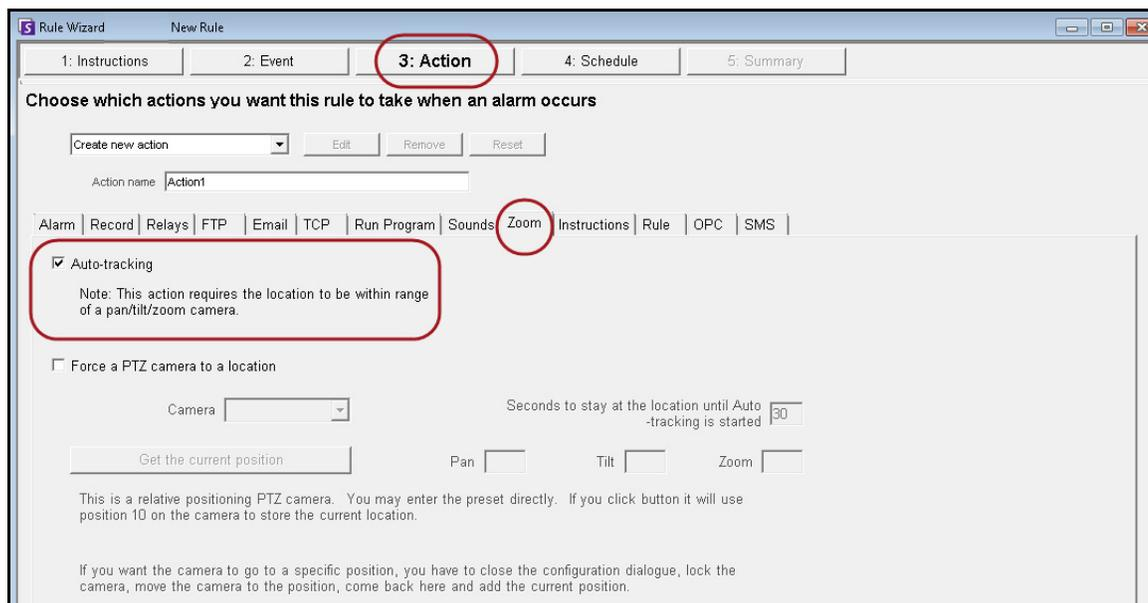 Rule Wizard New Rule
1: Instructions 2: Event 3: Action 4: Schedule 5: Summary
Choose which actions you want this rule to take when an alarm occurs
Create new action Edit Remove Reset
Action name Action1
Alarm Record Relays FTP Email TCP Run Program Sounds Zoom Instructions Rule OPC SMS
Auto-tracking
Note: This action requires the location to be within range
of a pan/tilt/zoom camera.
Force a PTZ camera to a location
Camera Seconds to stay at the location until Auto
-tracking is started 30
Get the current position Pan Tilt Zoom
This is a relative positioning PTZ camera. You may enter the preset directly. If you click button it will use
position 10 on the camera to store the current location.
If you want the camera to go to a specific position, you have to close the configuration dialogue, lock the
camera, move the camera to the position, come back here and add the current position.